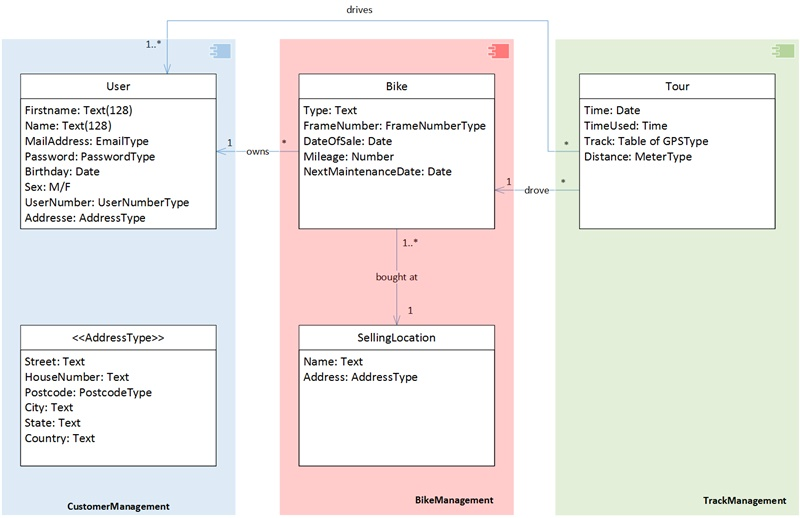 drives
1..*
User
Firstname: Text(128)
Name: Text(128)
MailAddress: EmailType
Password: PasswordType
Birthday: Date
Sex: M/F
UserNumber: UserNumberType
Addresse: AddressType
1
owns
*
Bike
Type: Text
FrameNumber: FrameNumberType
DateOfSale: Date
Mileage: Number
NextMaintenanceDate: Date
1
drove
*
*
Tour
Time: Date
TimeUsed: Time
Track: Table of GPSType
Distance: MeterType
1..*
bought at
1
<<AddressType>>
Street: Text
HouseNumber: Text
Postcode: PostcodeType
City: Text
State: Text
Country: Text
SellingLocation
Name: Text
Address: AddressType
CustomerManagement
BikeManagement
TrackManagement